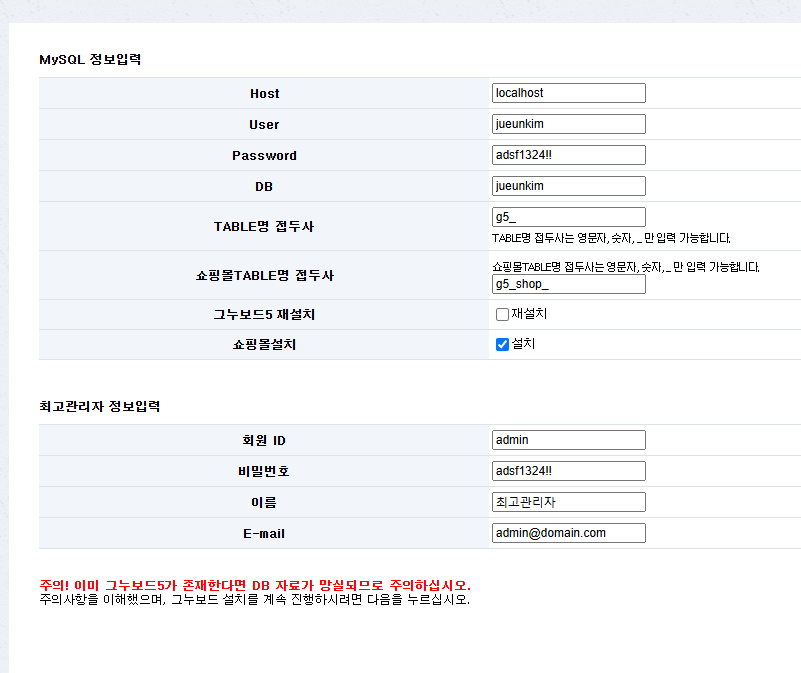 MySQL 정보입력
Host localhost
User jueunkim
Password adsf1324!!
DB jueunkim
TABLE명 접두사 g5_
TABLE명 접두사는 영문자, 숫자, _ 만 입력 가능합니다.
쇼핑몰TABLE명 접두사 쇼핑몰TABLE명 접두사는 영문자, 숫자, _ 만 입력 가능합니다.
g5_shop_
그누보드5 재설치 재설치
쇼핑몰설치 설치
최고관리자 정보입력
회원 ID admin
비밀번호 adsf1324!!
이름 최고관리자
E-mail admin@domain.com
주의! 이미 그누보드5가 존재한다면 DB 자료가 망실되므로 주의하십시오.
주의사항을 이해했으며, 그누보드 설치를 계속 진행하시려면 다음을 누르십시오.